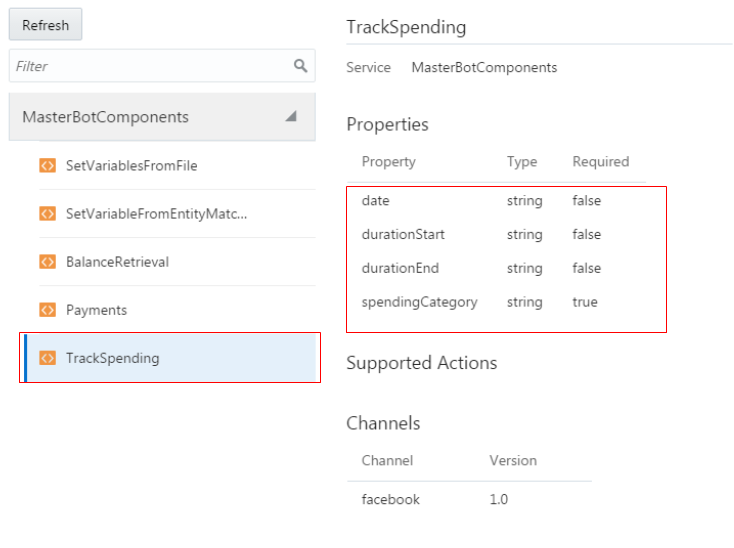 Refresh
Filter
MasterBotComponents
SetVariablesFromFile
SetVariableFromEntityMatc...
BalanceRetrieval
Payments
TrackSpending
TrackSpending
Service MasterBotComponents
Properties
Property Type Required
date string false
durationStart string false
durationEnd string false
spendingCategory string true
Supported Actions
Channels
Channel Version
facebook 1.0